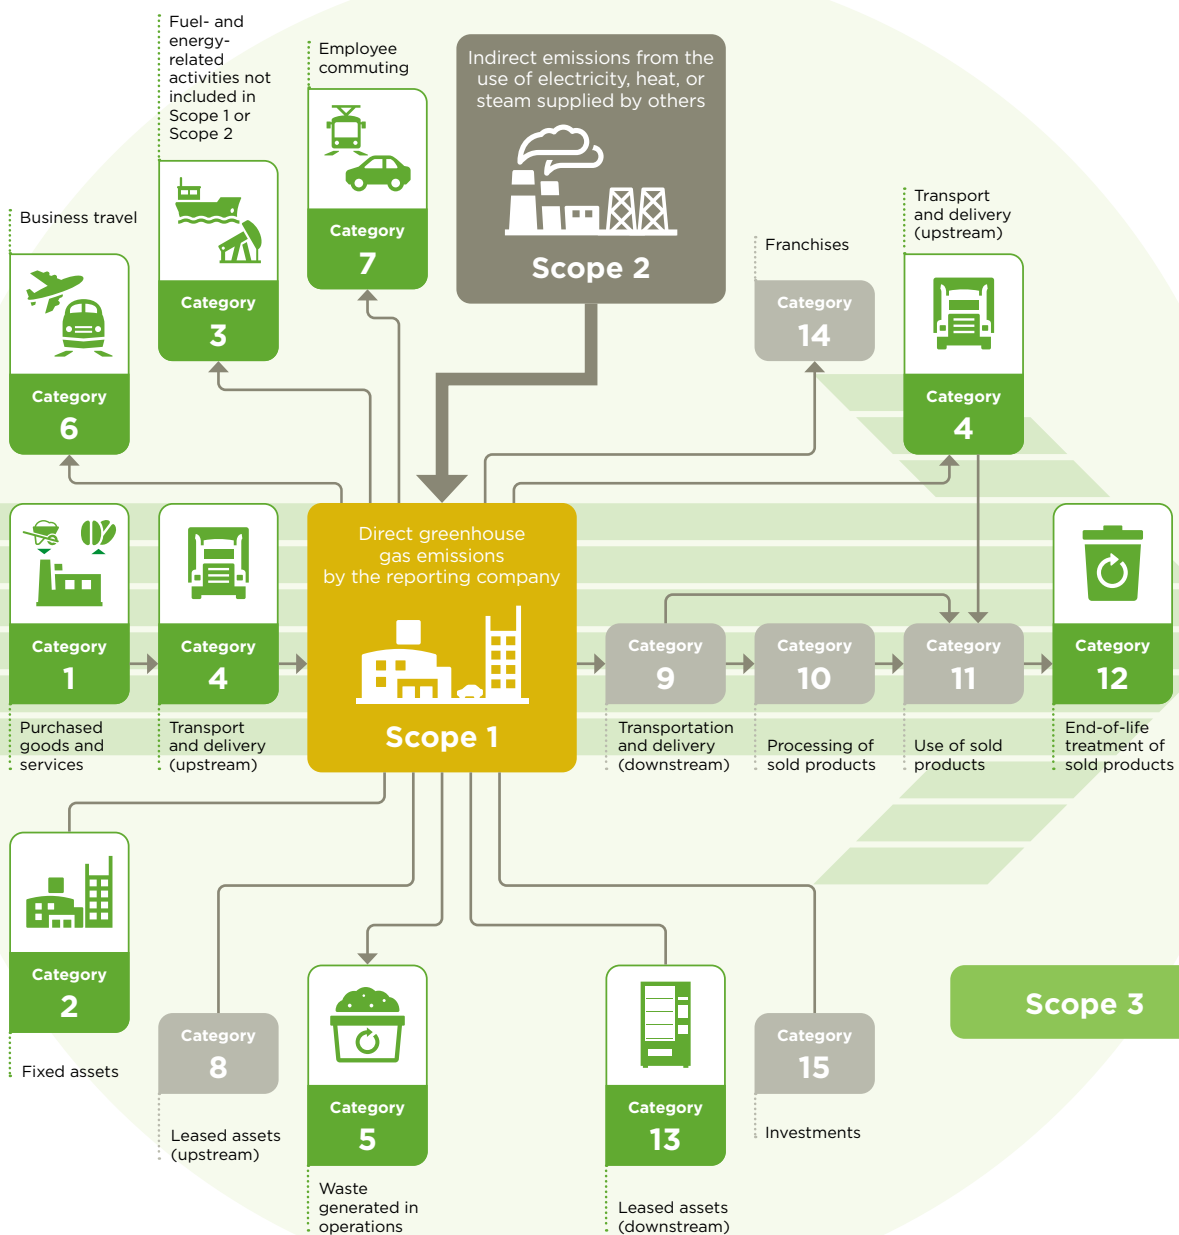 Fuel- and
energy-
related
activities not
included in
Scope 1 or
Scope 2
Category
3
Employee
commuting
Category
7
Indirect emissions from the
use of electricity, heat, or
steam supplied by others
Scope 2
Business travel
Category
6
Franchises
Category
14
Transport
and delivery
(upstream)
Category
4
Category
1
Purchased
goods and
services
Category
4
Transport
and delivery
(upstream)
Direct greenhouse
gas emissions
by the reporting company
Scope 1
Category
9
Transportation
and delivery
(downstream)
Category
10
Processing of
sold products
Category
11
Use of sold
products
Category
12
End-of-life
treatment of
sold products
Category
2
Fixed assets
Category
8
Leased assets
(upstream)
Category
5
Waste
generated in
operations
Category
13
Leased assets
(downstream)
Category
15
Investments
Scope 3